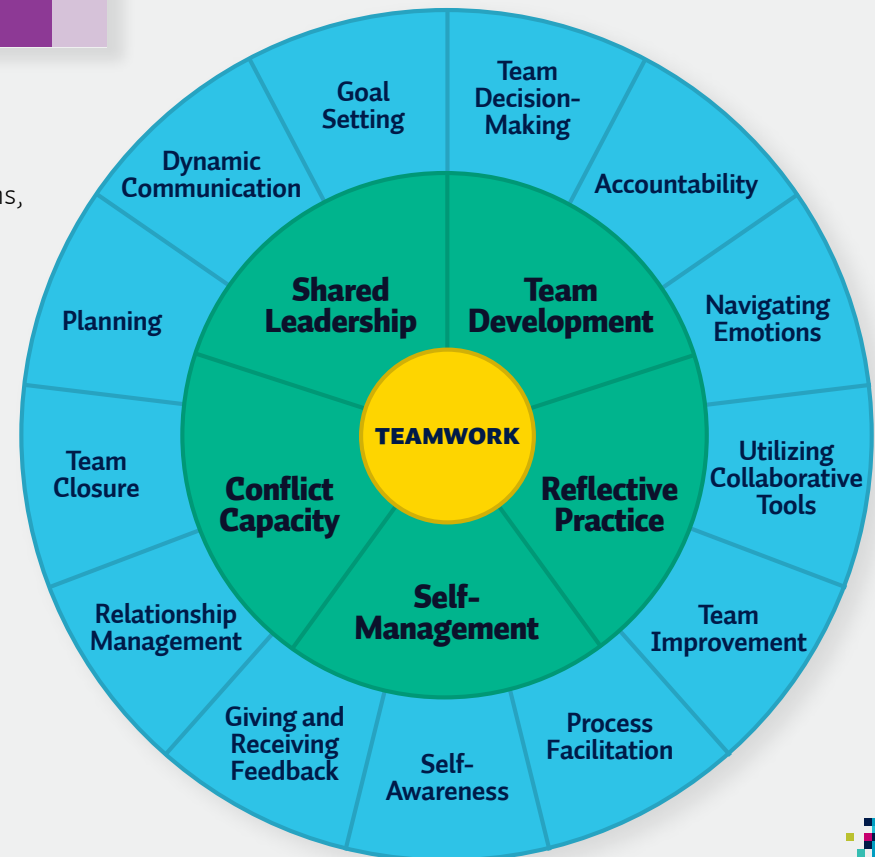 Team
Decision-
Making
Accountability
Navigating
Emotions
Utilizing
Collaborative
Tools
Team
Improvement
Process
Facilitation
Self-
Awareness
Giving and
Receiving
Feedback
Relationship
Management
Team
Closure
Planning
Dynamic
Communication
Goal
Setting
Shared
Leadership
Team
Development
Reflective
Practice
Self-
Management
Conflict
Capacity
TEAMWORK